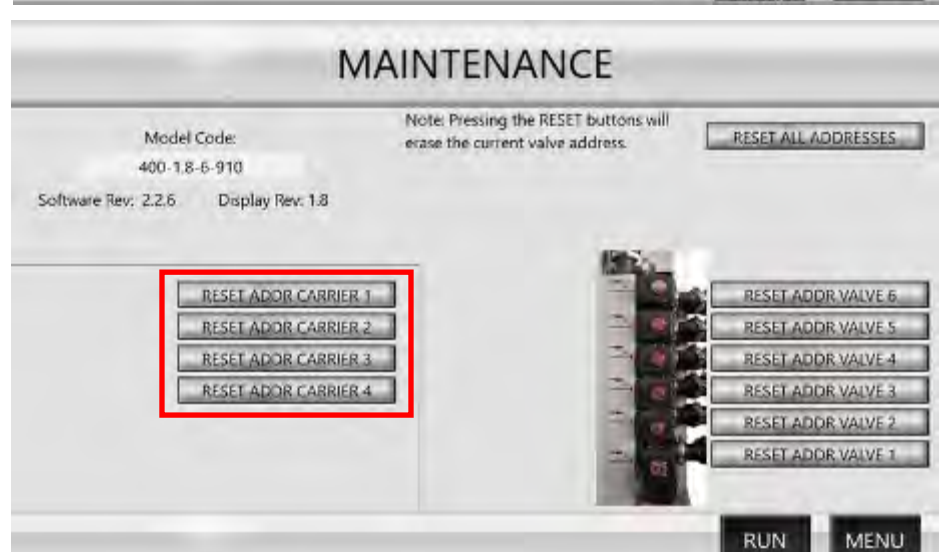 MAINTENANCE
Model Code:
400-1.8-6-910
Software Rev: 2.2.6 Display Rev: 1.8
Note: Pressing the RESET buttons will
erase the current valve address.
RESET ALL ADDRESSES
RESET ADDR CARRIER 1
RESET ADDR CARRIER 2
RESET ADDR CARRIER 3
RESET ADDR CARRIER 4
RESET ADDR VALVE 6
RESET ADDR VALVE 5
RESET ADDR VALVE 4
RESET ADDR VALVE 3
RESET ADDR VALVE 2
RESET ADDR VALVE 1
RUN MENU